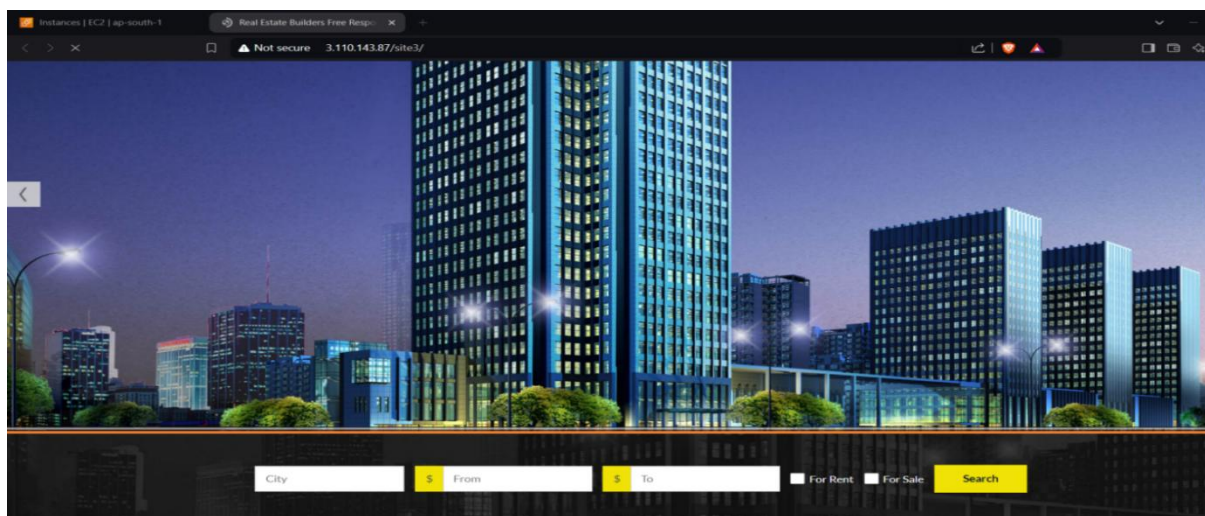 Instances | EC2 | ap-south-1
Real Estate Builders Free Respo
Not secure 3.110.143.87/site3/
City
$ From
$ To
For Rent
For Sale
Search